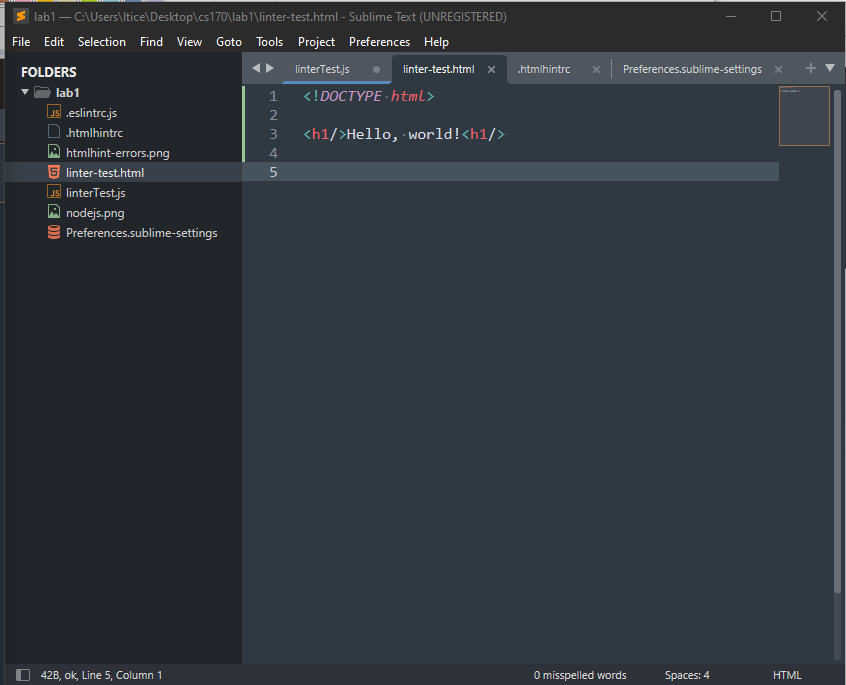 lab1 — C:\Users\ltice\Desktop\cs170\lab1\linter-test.html - Sublime Text (UNREGISTERED)
File Edit Selection Find View Goto Tools Project Preferences Help
FOLDERS
lab1
.eslintrc.js
.htmlhintrc
htmlhint-errors.png
linter-test.html
linterTest.js
nodejs.png
Preferences.sublime-settings
linterTest.js linter-test.html .htmlhintrc Preferences.sublime-settings
1 <!DOCTYPE html>
2
3 <h1/>Hello, world!<h1/>
4
5
42B, ok, Line 5, Column 1 0 misspelled words Spaces: 4 HTML